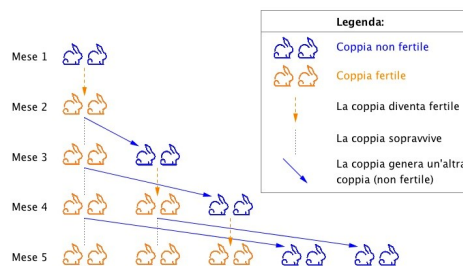 Legenda:
Coppia non fertile
Coppia fertile
La coppia diventa fertile
La coppia sopravvive
La coppia genera un'altra
coppia (non fertile)
Mese 1
Mese 2
Mese 3
Mese 4
Mese 5